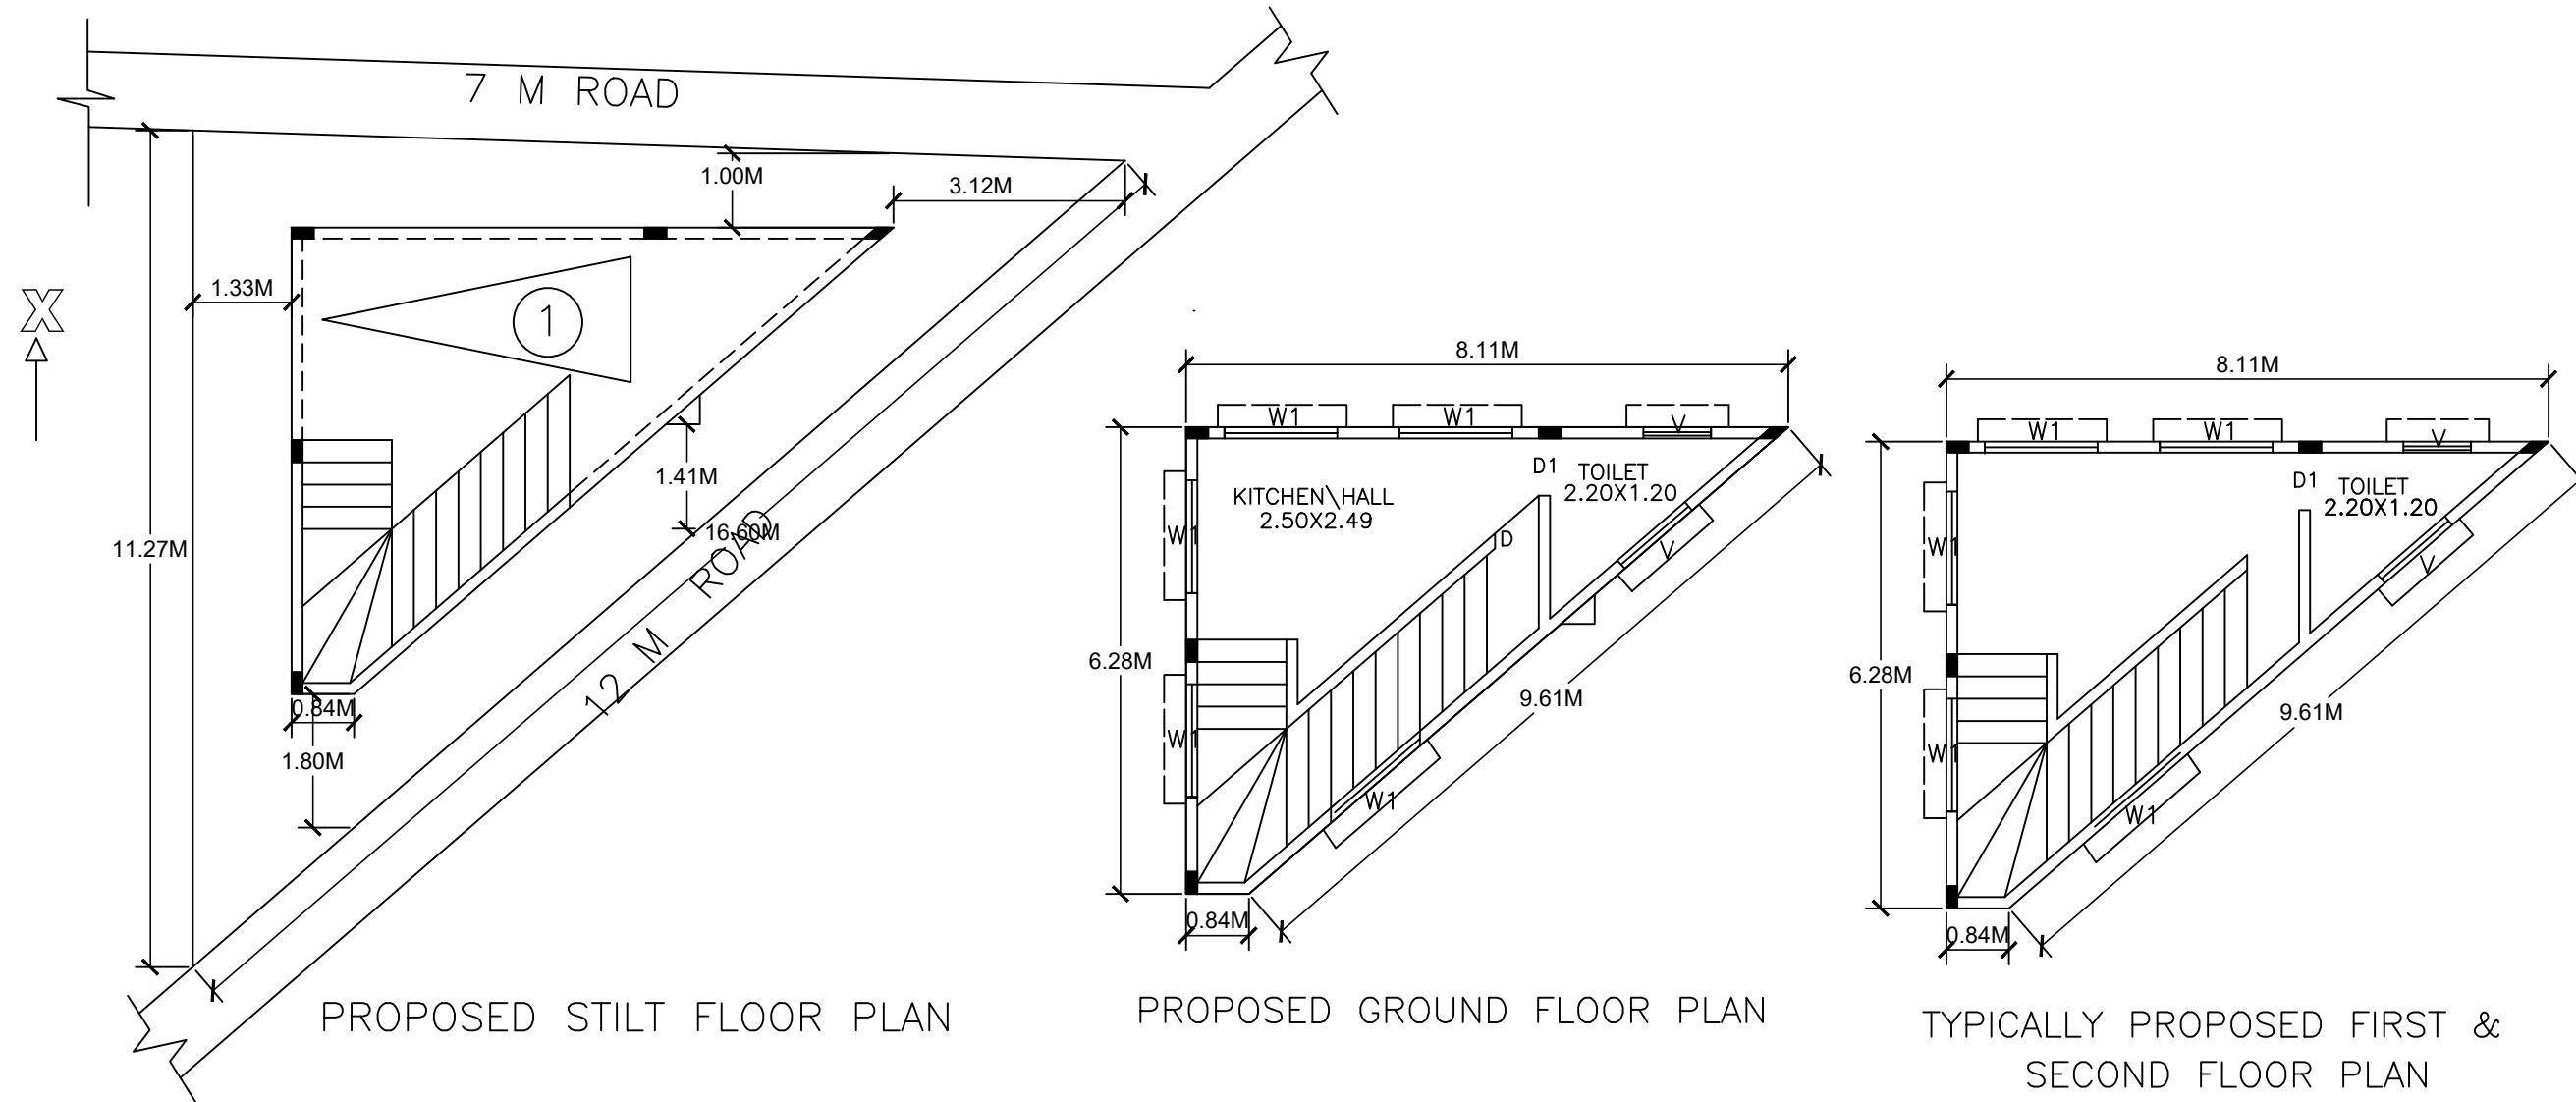 7 M ROAD
1.00M
3.12M
1.33M
X
1
11.27M
1.41M
16.60M
12 M ROAD
0.84M
1.80M
PROPOSED STILT FLOOR PLAN
8.11M
W1
W1
V
D1
TOILET
2.20X1.20
KITCHEN\HALL
2.50X2.49
W1
D
V
6.28M
9.61M
W1
W1
0.84M
PROPOSED GROUND FLOOR PLAN
8.11M
W1
W1
V
D1
TOILET
2.20X1.20
W1
V
6.28M
9.61M
W1
W1
0.84M
TYPICALLY PROPOSED FIRST &
SECOND FLOOR PLAN